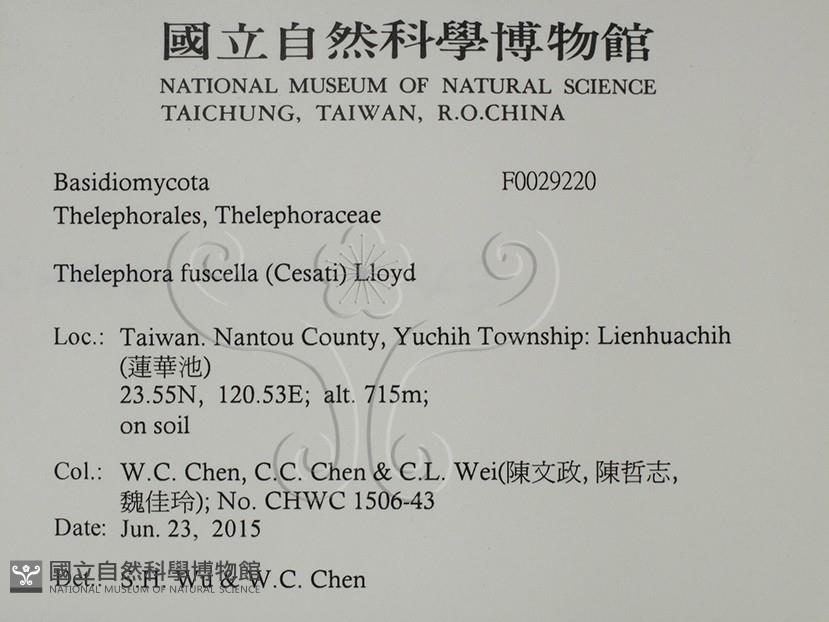 國立自然科學博物館
NATIONAL MUSEUM OF NATURAL SCIENCE
TAICHUNG, TAIWAN, R.O.CHINA
Basidiomycota F0029220
Thelephorales, Thelephoraceae
Thelephora fuscella (Cesati) Lloyd
Loc.: Taiwan. Nantou County, Yuchih Township: Lienhuachih
(蓮華池)
23.55N, 120.53E; alt. 715m;
on soil
Col.: W.C. Chen, C.C. Chen & C.L. Wei(陳文政, 陳哲志,
魏佳玲); No. CHWC 1506-43
Date: Jun. 23, 2015
Det.: S.H. Wu & W.C. Chen
國立自然科學博物館
NATIONAL MUSEUM OF NATURAL SCIENCE